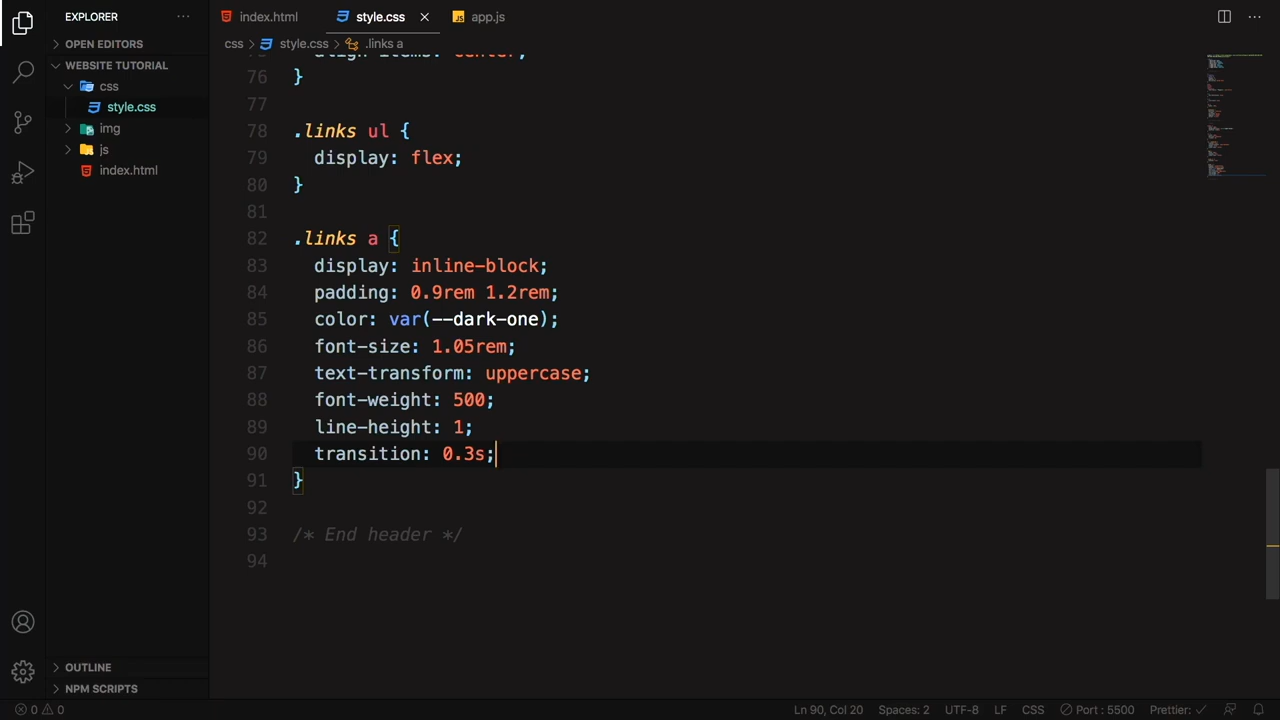 EXPLORER
index.html
style.css
app.js
OPEN EDITORS
css
style.css
.links a
WEBSITE TUTORIAL
css
style.css
img
js
index.html
align-items: center;
76 }
77
78 .links ul {
79 display: flex;
80 }
81
82 .links a {
83 display: inline-block;
84 padding: 0.9rem 1.2rem;
85 color: var(--dark-one);
86 font-size: 1.05rem;
87 text-transform: uppercase;
88 font-weight: 500;
89 line-height: 1;
90 transition: 0.3s;
91 }
92
93 /* End header */
94
OUTLINE
NPM SCRIPTS
0 0 Ln 90, Col 20 Spaces: 2 UTF-8 LF CSS Port : 5500 Prettier: